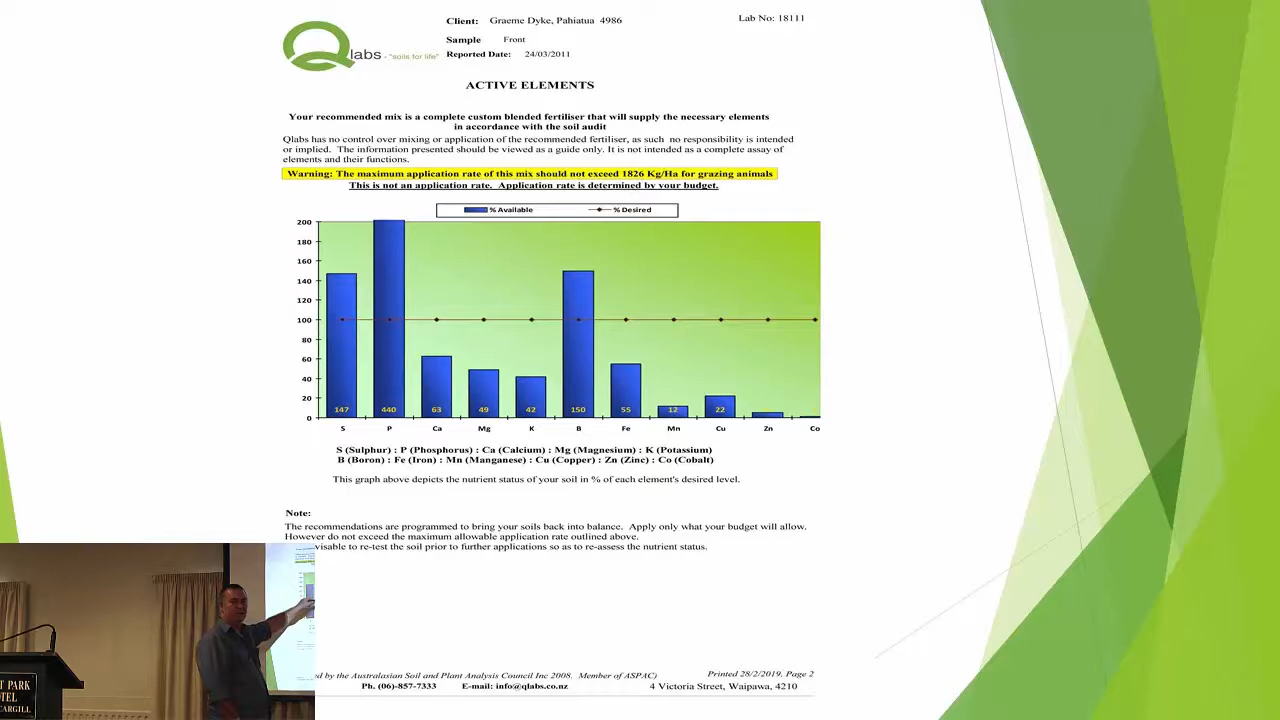 Client: Graeme Dyke, Pahiatua 4986
Lab No: 18111
Qlabs - "soils for life"
Sample Front
Reported Date: 24/03/2011
ACTIVE ELEMENTS
Your recommended mix is a complete custom blended fertiliser that will supply the necessary elements
in accordance with the soil audit
Qlabs has no control over mixing or application of the recommended fertiliser, as such no responsibility is intended
or implied. The information presented should be viewed as a guide only. It is not intended as a complete assay of
elements and their functions.
Warning: The maximum application rate of this mix should not exceed 1826 Kg/Ha for grazing animals
This is not an application rate. Application rate is determined by your budget.
% Available % Desired
200
180
160
140
120
100
80
60
40
20
0
147 440 63 49 42 150 55 12 22
S P Ca Mg K B Fe Mn Cu Zn Co
S (Sulphur) : P (Phosphorus) : Ca (Calcium) : Mg (Magnesium) : K (Potassium)
B (Boron) : Fe (Iron) : Mn (Manganese) : Cu (Copper) : Zn (Zinc) : Co (Cobalt)
This graph above depicts the nutrient status of your soil in % of each element's desired level.
Note:
The recommendations are programmed to bring your soils back into balance. Apply only what your budget will allow.
However do not exceed the maximum allowable application rate outlined above.
visable to re-test the soil prior to further applications so as to re-assess the nutrient status.
d by the Australasian Soil and Plant Analysis Council Inc 2008. Member of ASPAC)
Printed 28/2/2019, Page 2
Ph. (06)-857-7333 E-mail: info@qlabs.co.nz
4 Victoria Street, Waipawa, 4210
T PARK
OTEL
CARGILL